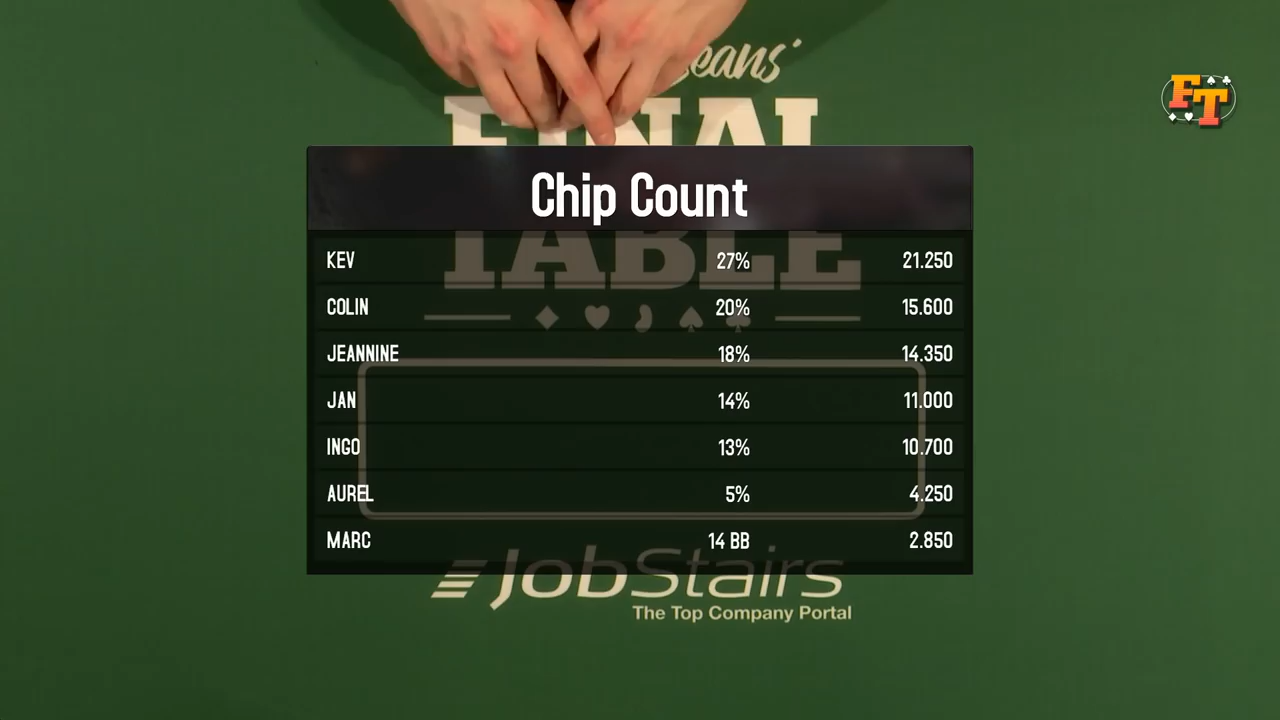 eans'
FINAL
FT
Chip Count
TABLE
KEV 27% 21.250
COLIN 20% 15.600
JEANNINE 18% 14.350
JAN 14% 11.000
INGO 13% 10.700
AUREL 5% 4.250
MARC 14 BB 2.850
JobStairs
The Top Company Portal